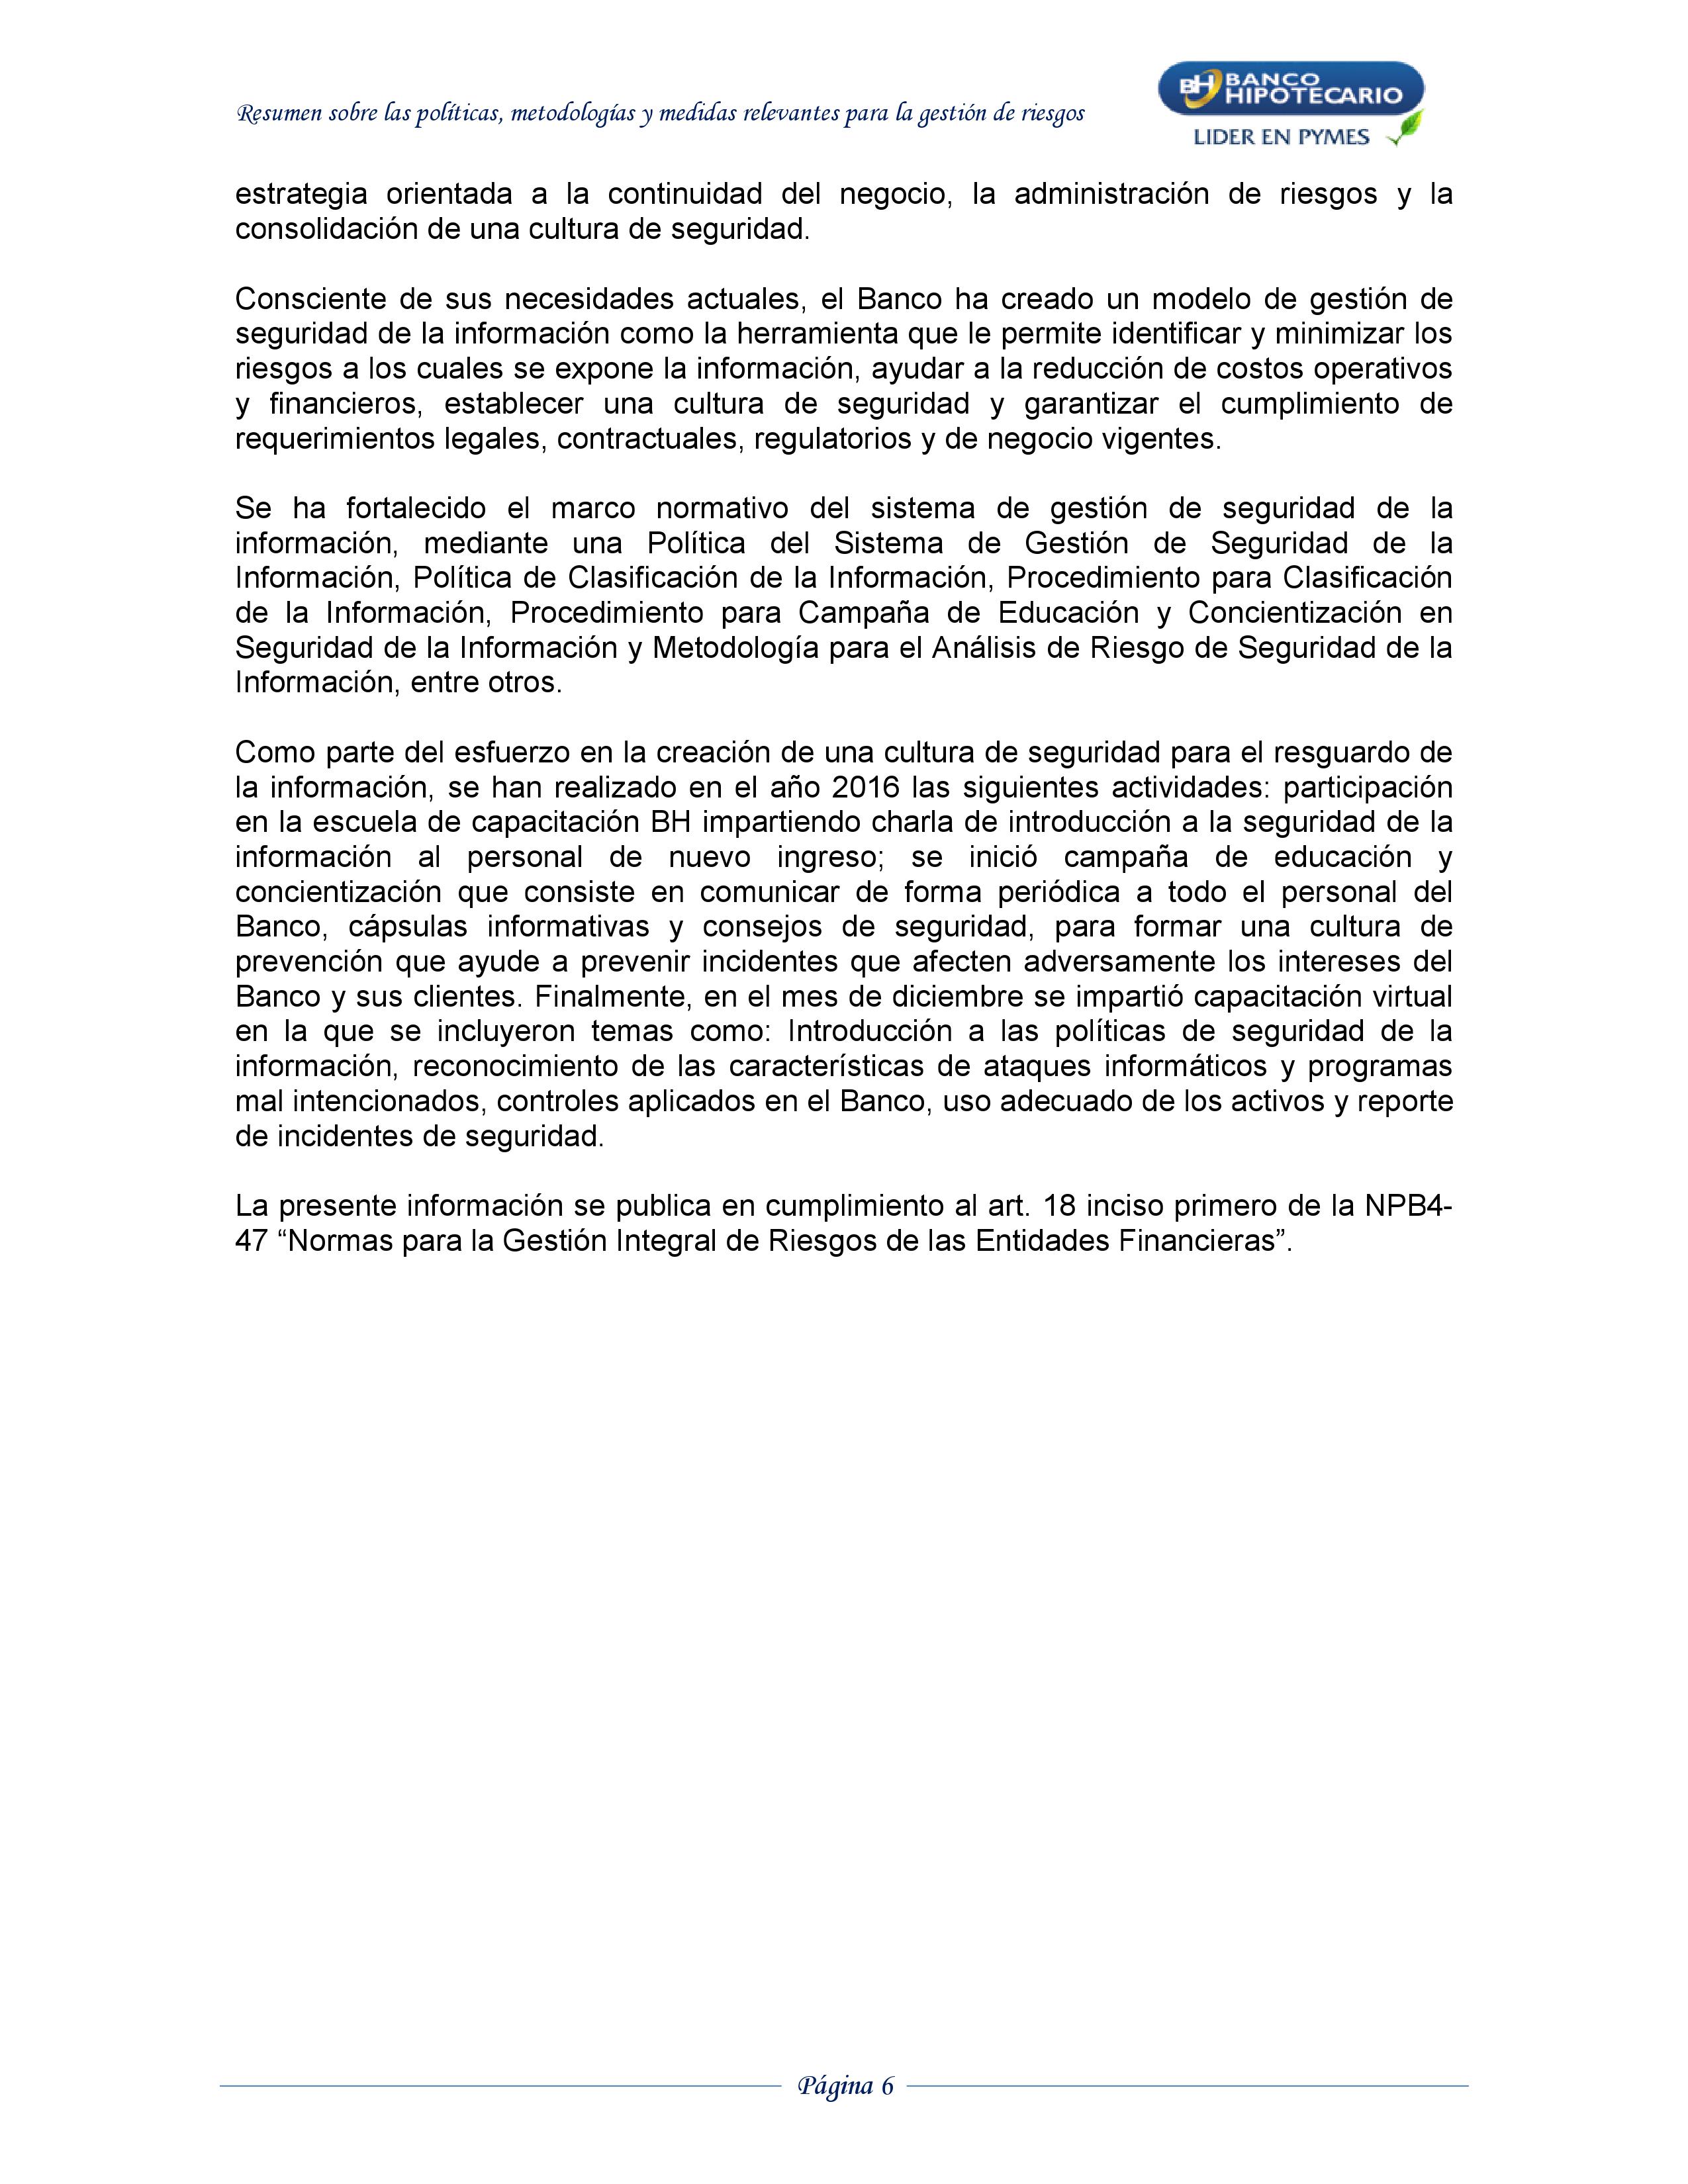 Resumen sobre las políticas, metodologías y medidas relevantes para la gestión de riesgos
BH BANCO
HIPOTECARIO
LIDER EN PYMES
estrategia orientada a la continuidad del negocio, la administración de riesgos y la
consolidación de una cultura de seguridad.
Consciente de sus necesidades actuales, el Banco ha creado un modelo de gestión de
seguridad de la información como la herramienta que le permite identificar y minimizar los
riesgos a los cuales se expone la información, ayudar a la reducción de costos operativos
y financieros, establecer una cultura de seguridad y garantizar el cumplimiento de
requerimientos legales, contractuales, regulatorios y de negocio vigentes.
Se ha fortalecido el marco normativo del sistema de gestión de seguridad de la
información, mediante una Política del Sistema de Gestión de Seguridad de la
Información, Política de Clasificación de la Información, Procedimiento para Clasificación
de la Información, Procedimiento para Campaña de Educación y Concientización en
Seguridad de la Información y Metodología para el Análisis de Riesgo de Seguridad de la
Información, entre otros.
Como parte del esfuerzo en la creación de una cultura de seguridad para el resguardo de
la información, se han realizado en el año 2016 las siguientes actividades: participación
en la escuela de capacitación BH impartiendo charla de introducción a la seguridad de la
información al personal de nuevo ingreso; se inició campaña de educación y
concientización que consiste en comunicar de forma periódica a todo el personal del
Banco, cápsulas informativas y consejos de seguridad, para formar una cultura de
prevención que ayude a prevenir incidentes que afecten adversamente los intereses del
Banco y sus clientes. Finalmente, en el mes de diciembre se impartió capacitación virtual
en la que se incluyeron temas como: Introducción a las políticas de seguridad de la
información, reconocimiento de las características de ataques informáticos y programas
mal intencionados, controles aplicados en el Banco, uso adecuado de los activos y reporte
de incidentes de seguridad.
La presente información se publica en cumplimiento al art. 18 inciso primero de la NPB4-
47 “Normas para la Gestión Integral de Riesgos de las Entidades Financieras”.
Página 6